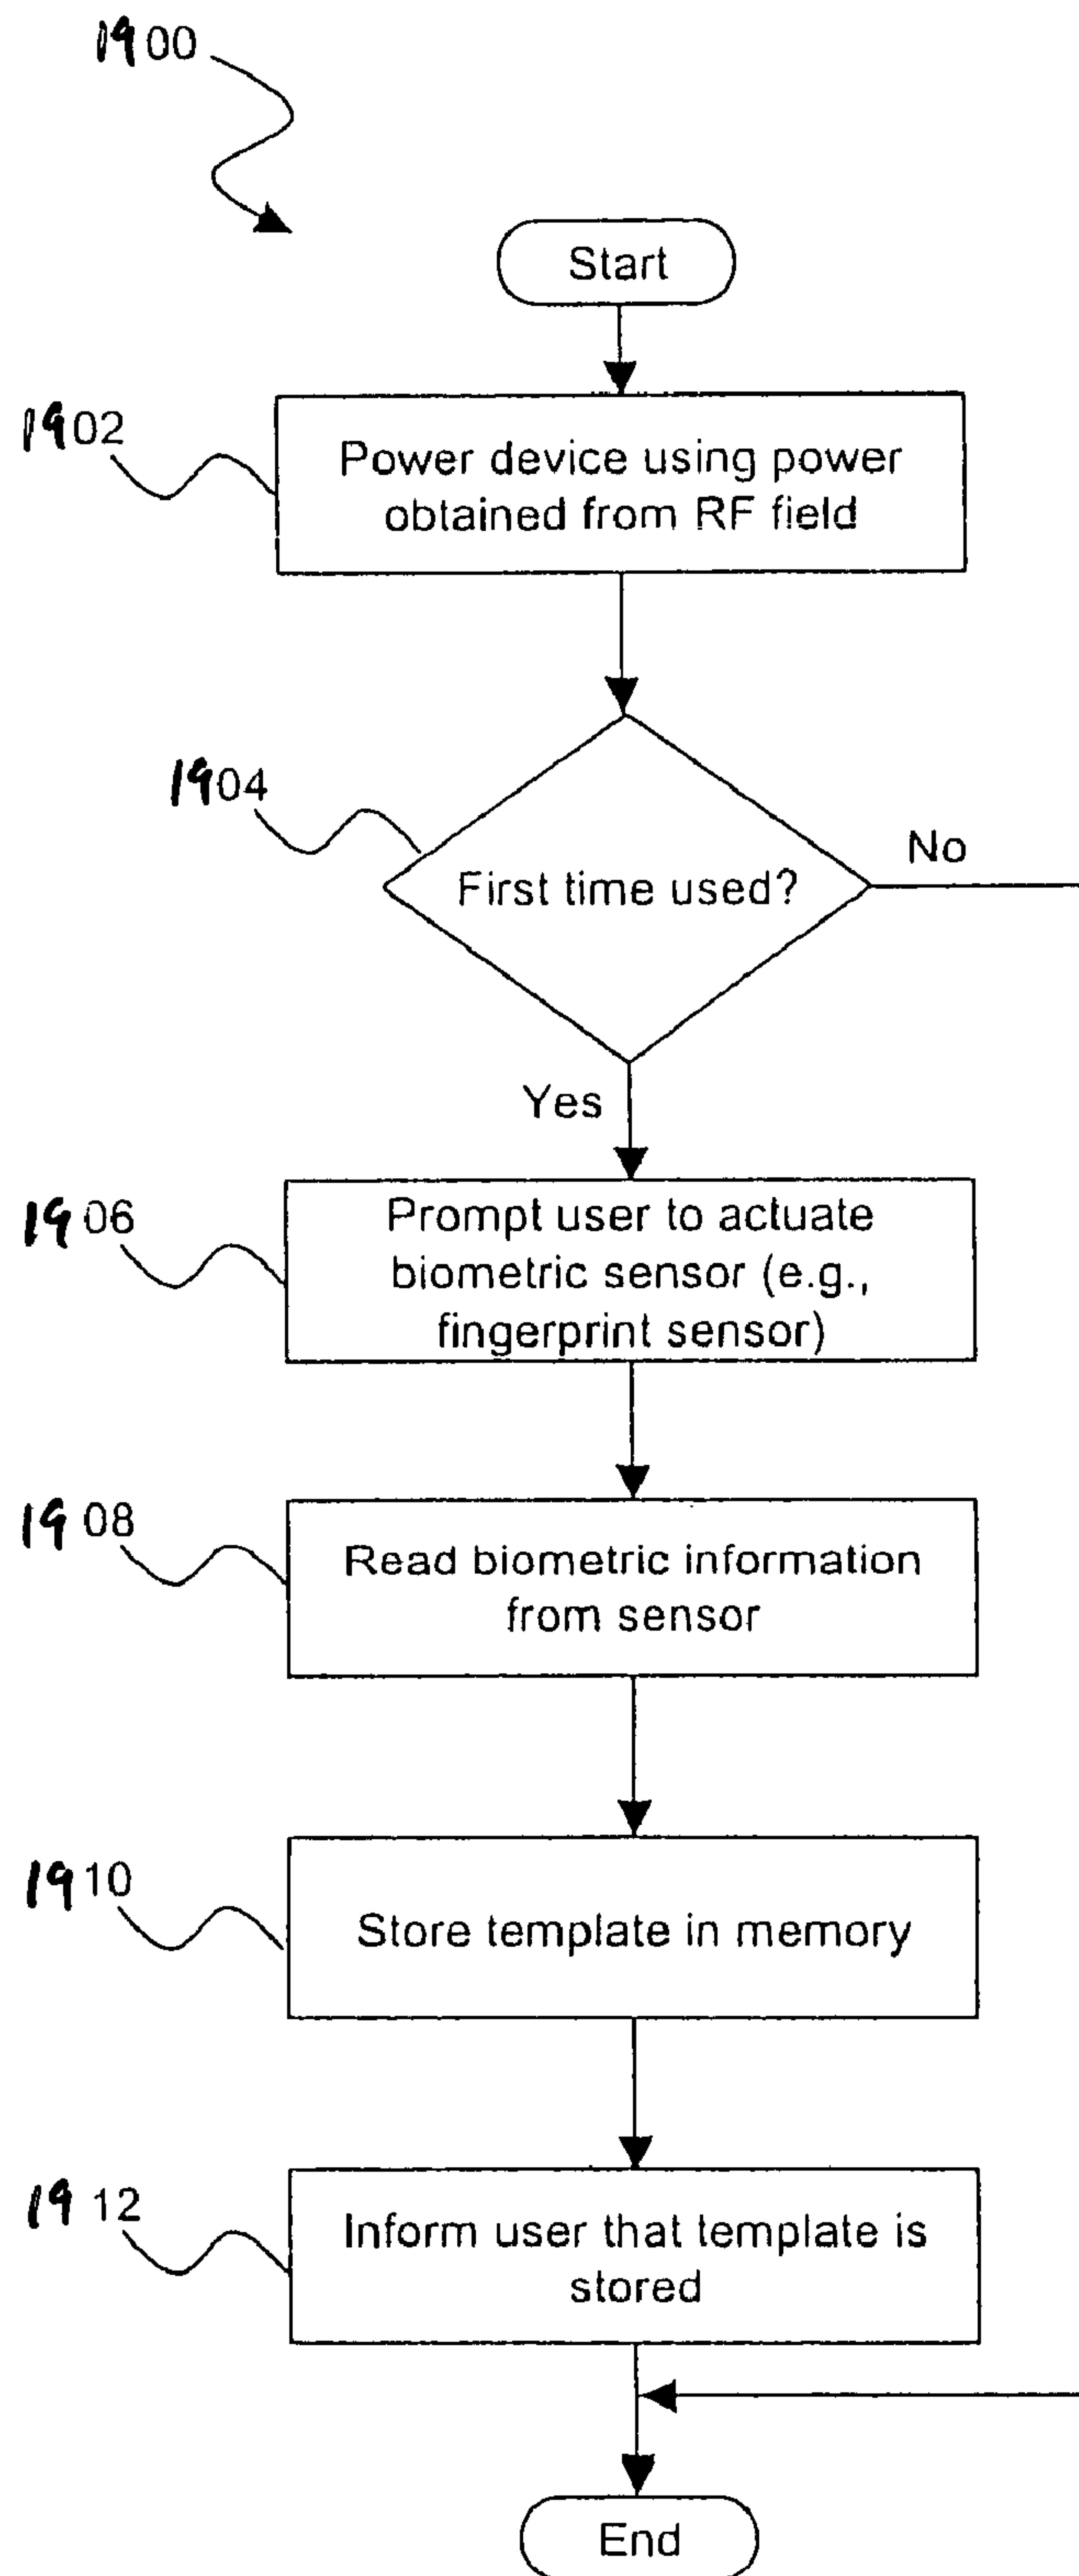 1900
Start
1902
Power device using power
obtained from RF field
1904
First time used?
No
Yes
1906
Prompt user to actuate
biometric sensor (e.g.,
fingerprint sensor)
1908
Read biometric information
from sensor
1910
Store template in memory
1912
Inform user that template is
stored
End